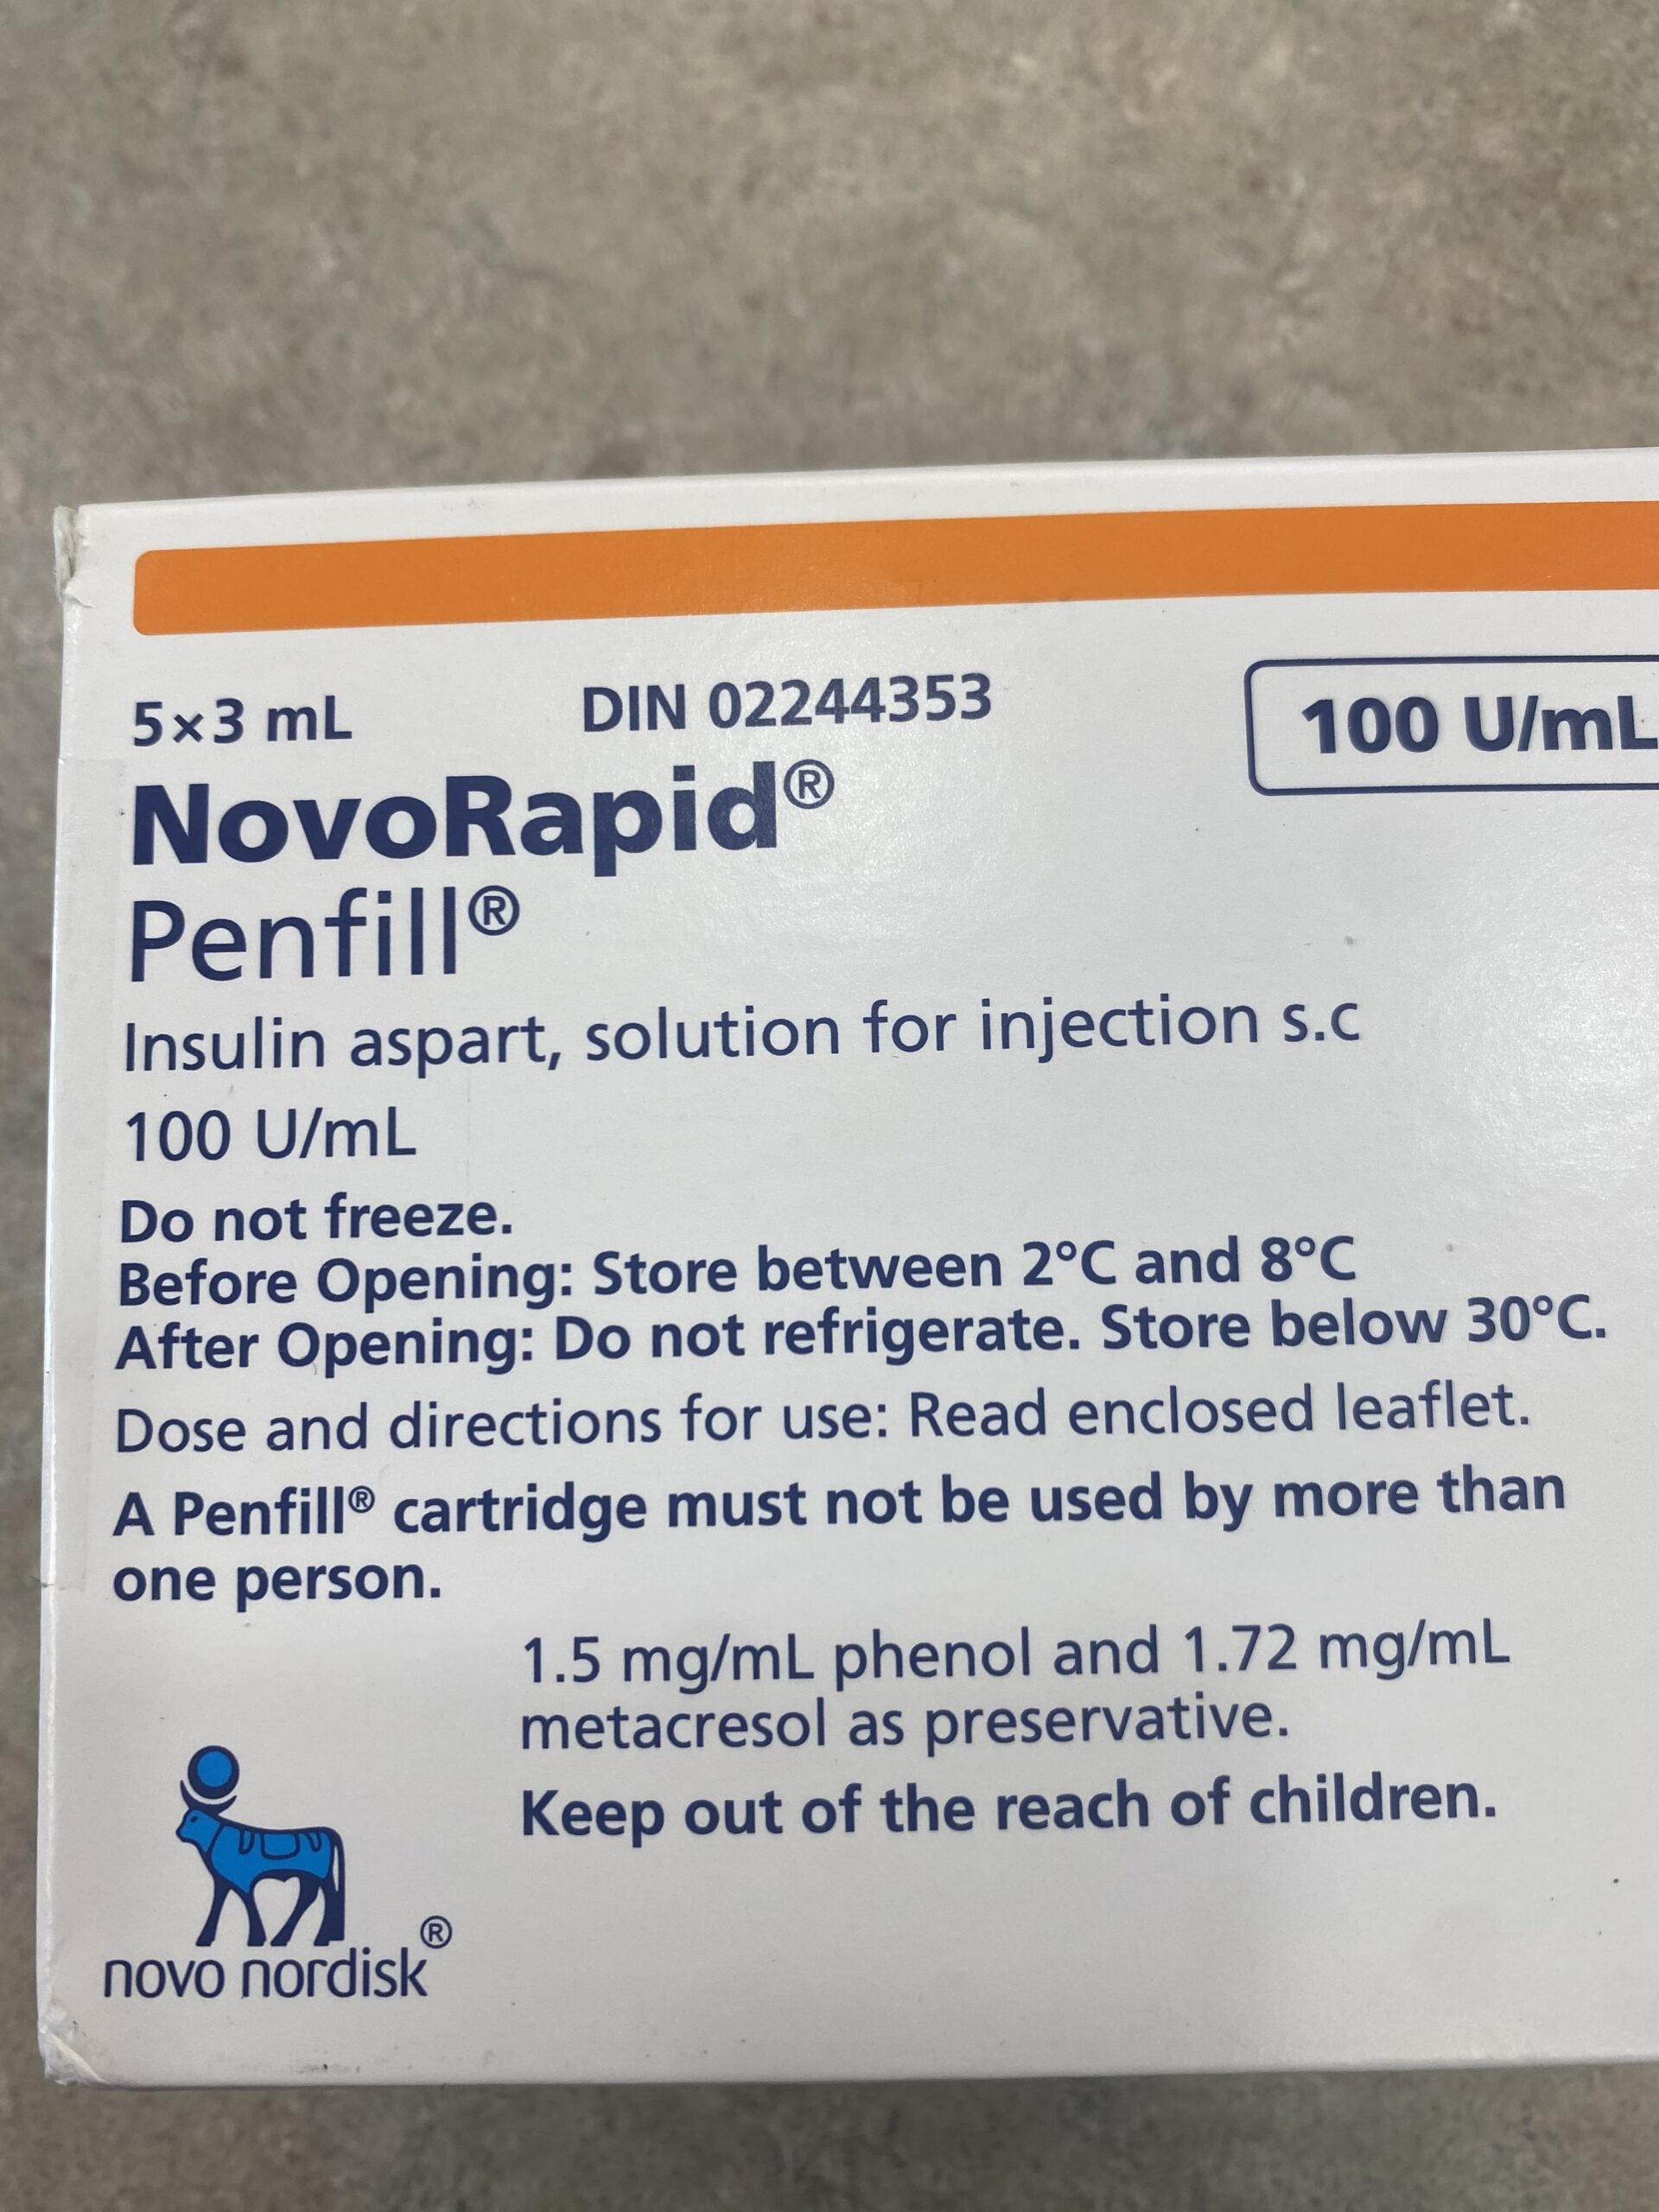 5×3 mL DIN 02244353 100 U/mL
NovoRapid®
Penfill®
Insulin aspart, solution for injection s.c
100 U/mL
Do not freeze.
Before Opening: Store between 2°C and 8°C
After Opening: Do not refrigerate. Store below 30°C.
Dose and directions for use: Read enclosed leaflet.
A Penfill® cartridge must not be used by more than
one person.
1.5 mg/mL phenol and 1.72 mg/mL
metacresol as preservative.
Keep out of the reach of children.
novo nordisk®